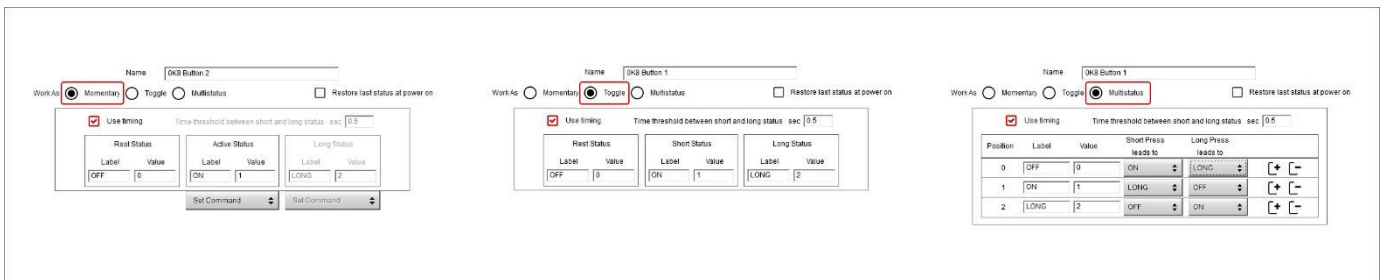 Name 0K8 Button 2
Work As Momentary Toggle Multistatus Restore last status at power on
Use timing Time threshold between short and long status sec 0.5
Rest Status Active Status Long Status
Label Value Label Value Label Value
OFF 0 ON 1 LONG 2
Set Command Set Command
Name 0K8 Button 1
Work As Momentary Toggle Multistatus Restore last status at power on
Use timing Time threshold between short and long status sec 0.5
Rest Status Short Status Long Status
Label Value Label Value Label Value
OFF 0 ON 1 LONG 2
Name 0K8 Button 1
Work As Momentary Toggle Multistatus Restore last status at power on
Use timing Time threshold between short and long status sec 0.5
Position Label Value Short Press leads to Long Press leads to
0 OFF 0 ON LONG
1 ON 1 LONG OFF
2 LONG 2 OFF ON